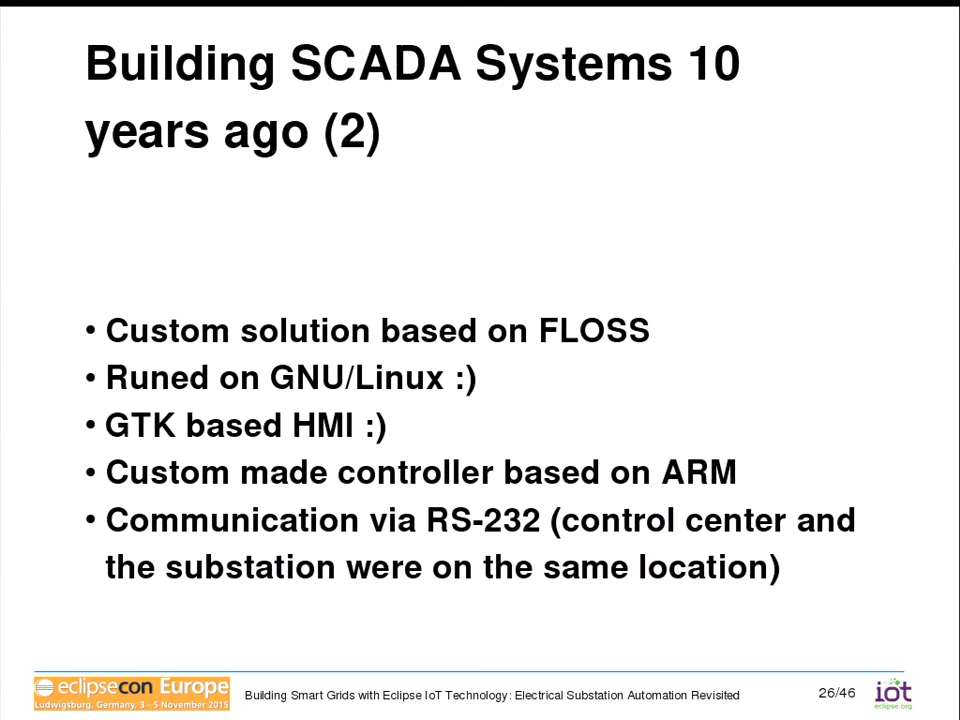 Building SCADA Systems 10
years ago (2)
• Custom solution based on FLOSS
• Runed on GNU/Linux :)
• GTK based HMI :)
• Custom made controller based on ARM
• Communication via RS-232 (control center and
the substation were on the same location)
eclipsecon Europe
Ludwigsburg, Germany, 3 - 5 November 2015
Building Smart Grids with Eclipse IoT Technology: Electrical Substation Automation Revisited
26/46
iot
eclipse.org